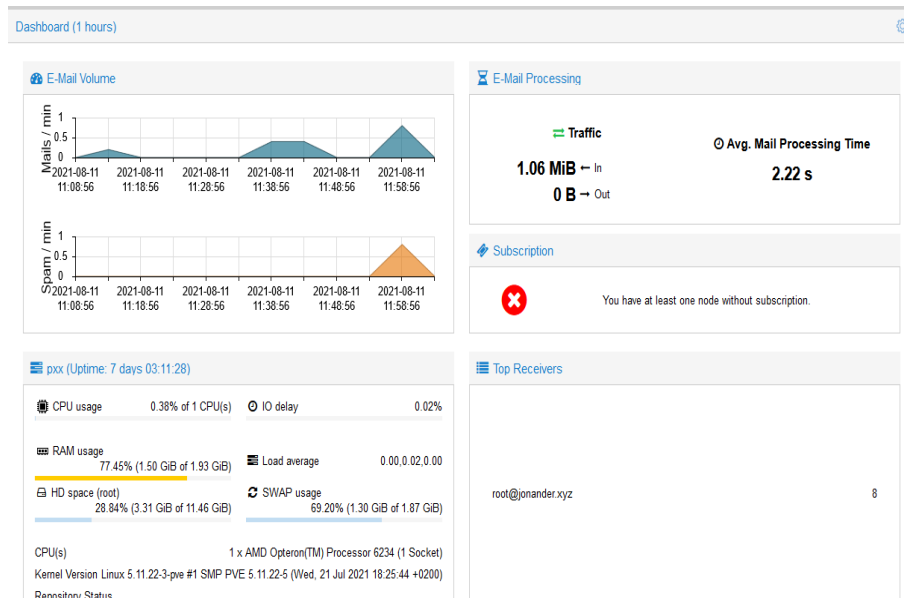 Dashboard (1 hours)
E-Mail Volume
Mails / min
1
0.5
0
2021-08-11 2021-08-11 2021-08-11 2021-08-11 2021-08-11 2021-08-11
11:08:56 11:18:56 11:28:56 11:38:56 11:48:56 11:58:56
Spam / min
1
0.5
0
2021-08-11 2021-08-11 2021-08-11 2021-08-11 2021-08-11 2021-08-11
11:08:56 11:18:56 11:28:56 11:38:56 11:48:56 11:58:56
E-Mail Processing
Traffic
1.06 MiB ← In
0 B → Out
Avg. Mail Processing Time
2.22 s
Subscription
You have at least one node without subscription.
pxx (Uptime: 7 days 03:11:28)
CPU usage 0.38% of 1 CPU(s)
IO delay 0.02%
RAM usage
77.45% (1.50 GiB of 1.93 GiB)
Load average 0.00,0.02,0.00
HD space (root)
28.84% (3.31 GiB of 11.46 GiB)
SWAP usage
69.20% (1.30 GiB of 1.87 GiB)
CPU(s) 1 x AMD Opteron(TM) Processor 6234 (1 Socket)
Kernel Version Linux 5.11.22-3-pve #1 SMP PVE 5.11.22-5 (Wed, 21 Jul 2021 18:25:44 +0200)
Repository Status
Top Receivers
root@jonander.xyz 8